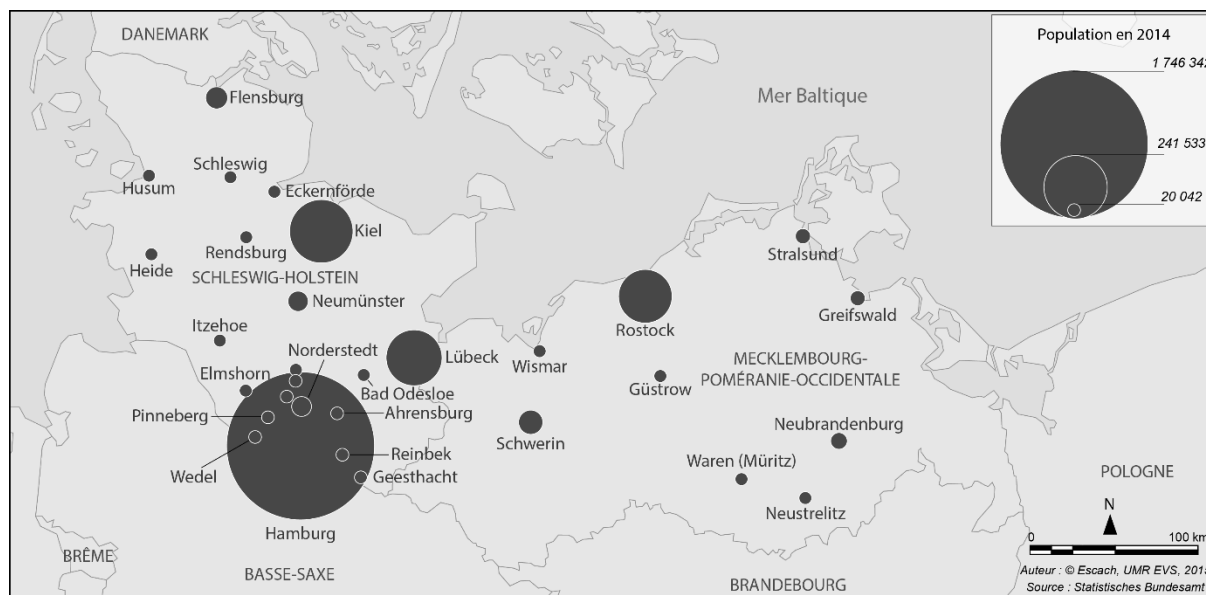 DANEMARK
Flensburg
Mer Baltique
Population en 2014
1 746 342
241 533
20 042
Schleswig
Husum
Eckernförde
Kiel
Rendsburg
Heide
SCHLESWIG-HOLSTEIN
Stralsund
Neumünster
Rostock
Greifswald
Itzehoe
Norderstedt
Lübeck
Wismar
MECKLEMBOURG-
POMÉRANIE-OCCIDENTALE
Elmshorn
Bad Odesloe
Güstrow
Pinneberg
Ahrensburg
Schwerin
Neubrandenburg
Wedel
Reinbek
Geesthacht
Waren (Müritz)
Neustrelitz
POLOGNE
N
Hamburg
0 100 km
BRÊME
BASSE-SAXE
BRANDEBOURG
Auteur : © Escach, UMR EVS, 2015
Source : Statistisches Bundesamt